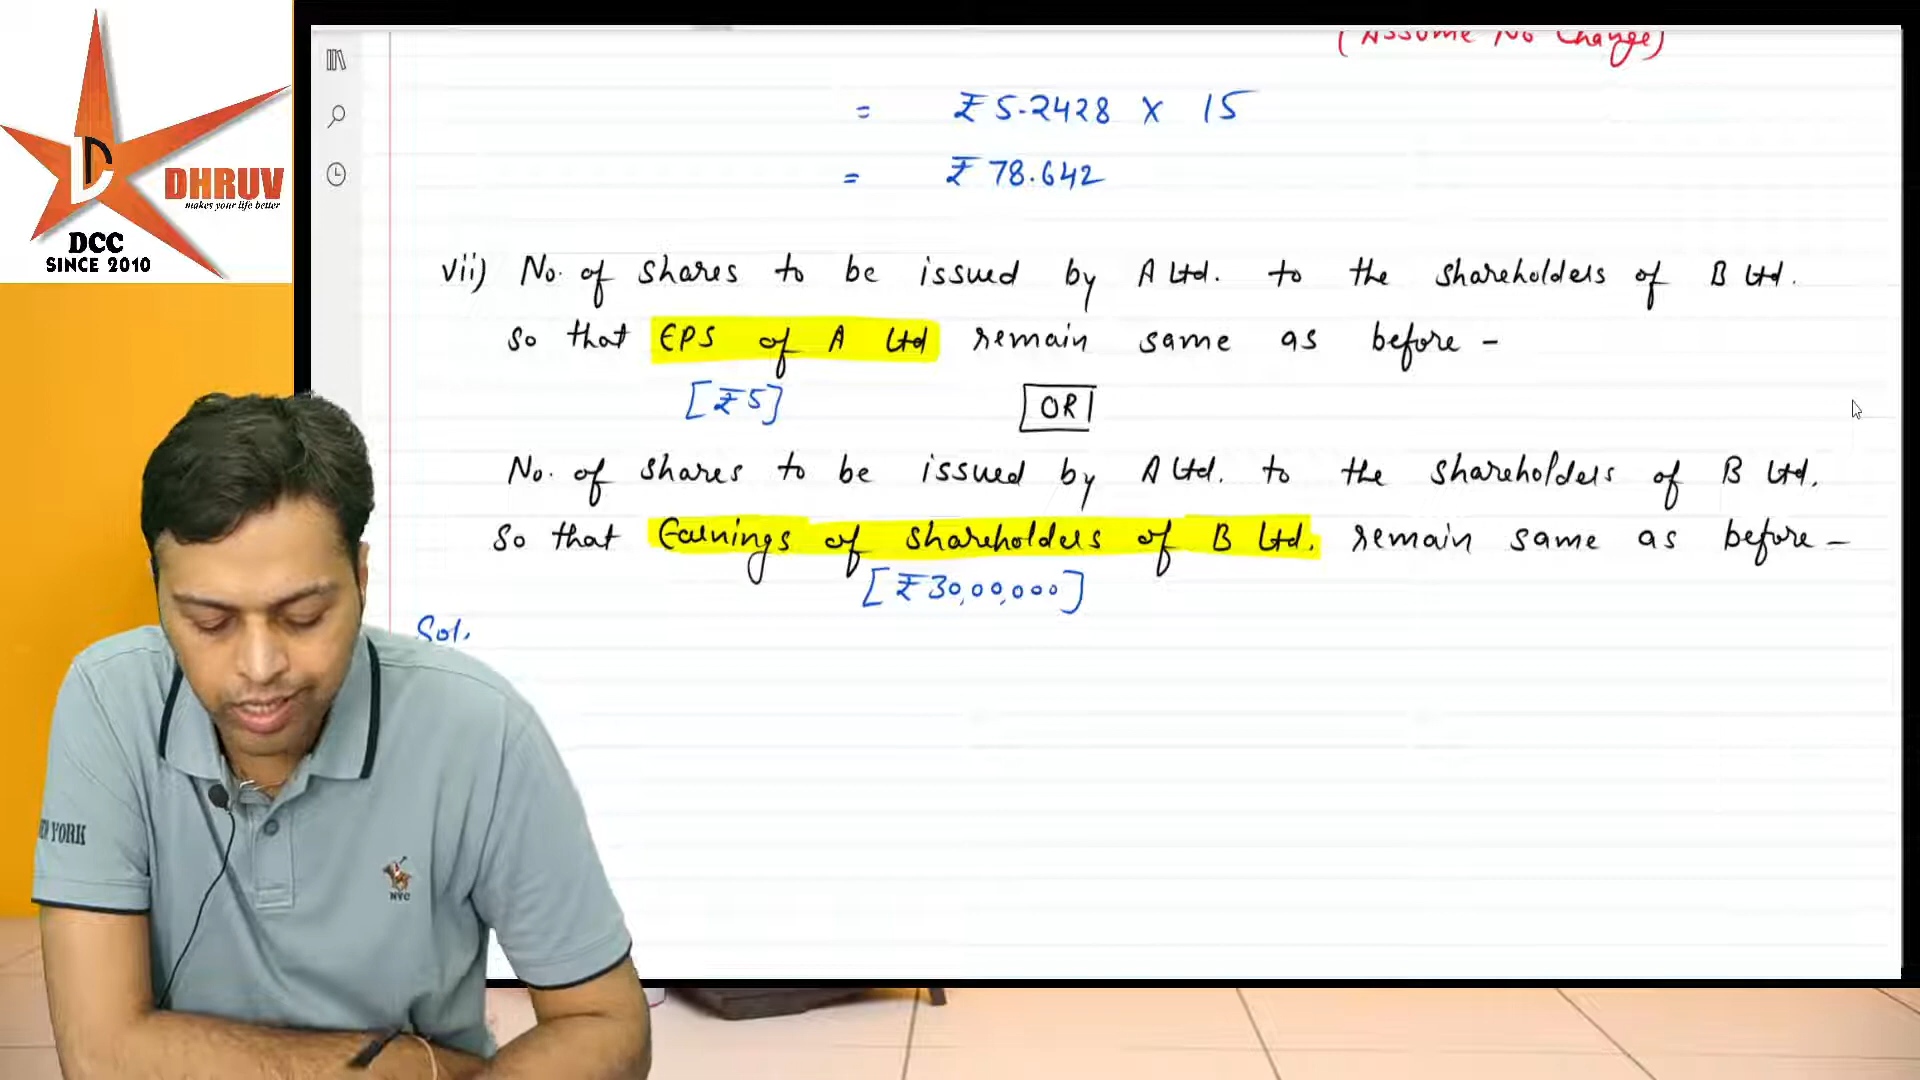 (Assume No Change)
= ₹5.2428 X 15
= ₹78.642
vii) No. of shares to be issued by A Ltd. to the shareholders of B Ltd.
so that EPS of A Ltd remain same as before -
[₹5]
OR
No. of shares to be issued by A Ltd. to the shareholders of B Ltd.
So that Earnings of shareholders of B Ltd. remain same as before -
[₹30,00,000]
Sol.
DHRUV
makes your life better
DCC
SINCE 2010
YORK
NYC